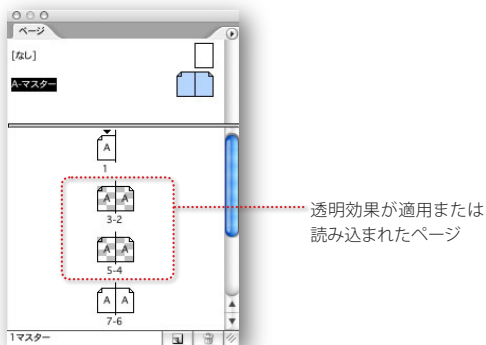 ページ
[なし]
A-マスター
A
1
A A
3-2
A A
5-4
A A
7-6
1マスター
透明効果が適用または
読み込まれたページ